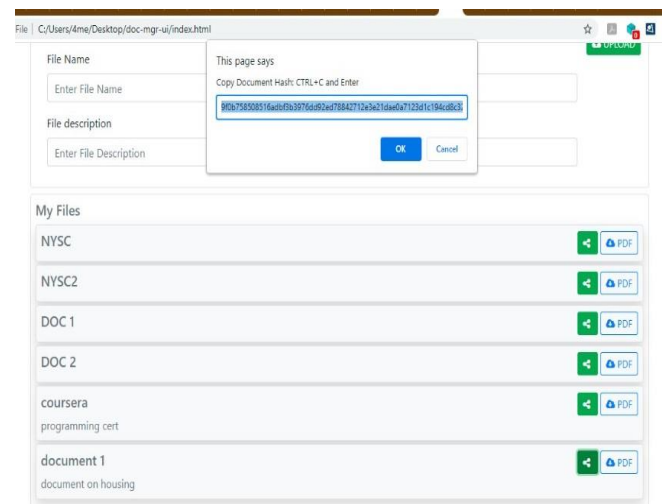 File C:/Users/4me/Desktop/doc-mgr-ui/index.html
UPLOAD
File Name
Enter File Name
File description
Enter File Description
This page says
Copy Document Hash: CTRL+C and Enter
OK Cancel
My Files
NYSC
PDF
NYSC2
PDF
DOC 1
PDF
DOC 2
PDF
coursera
programming cert
PDF
document 1
document on housing
PDF